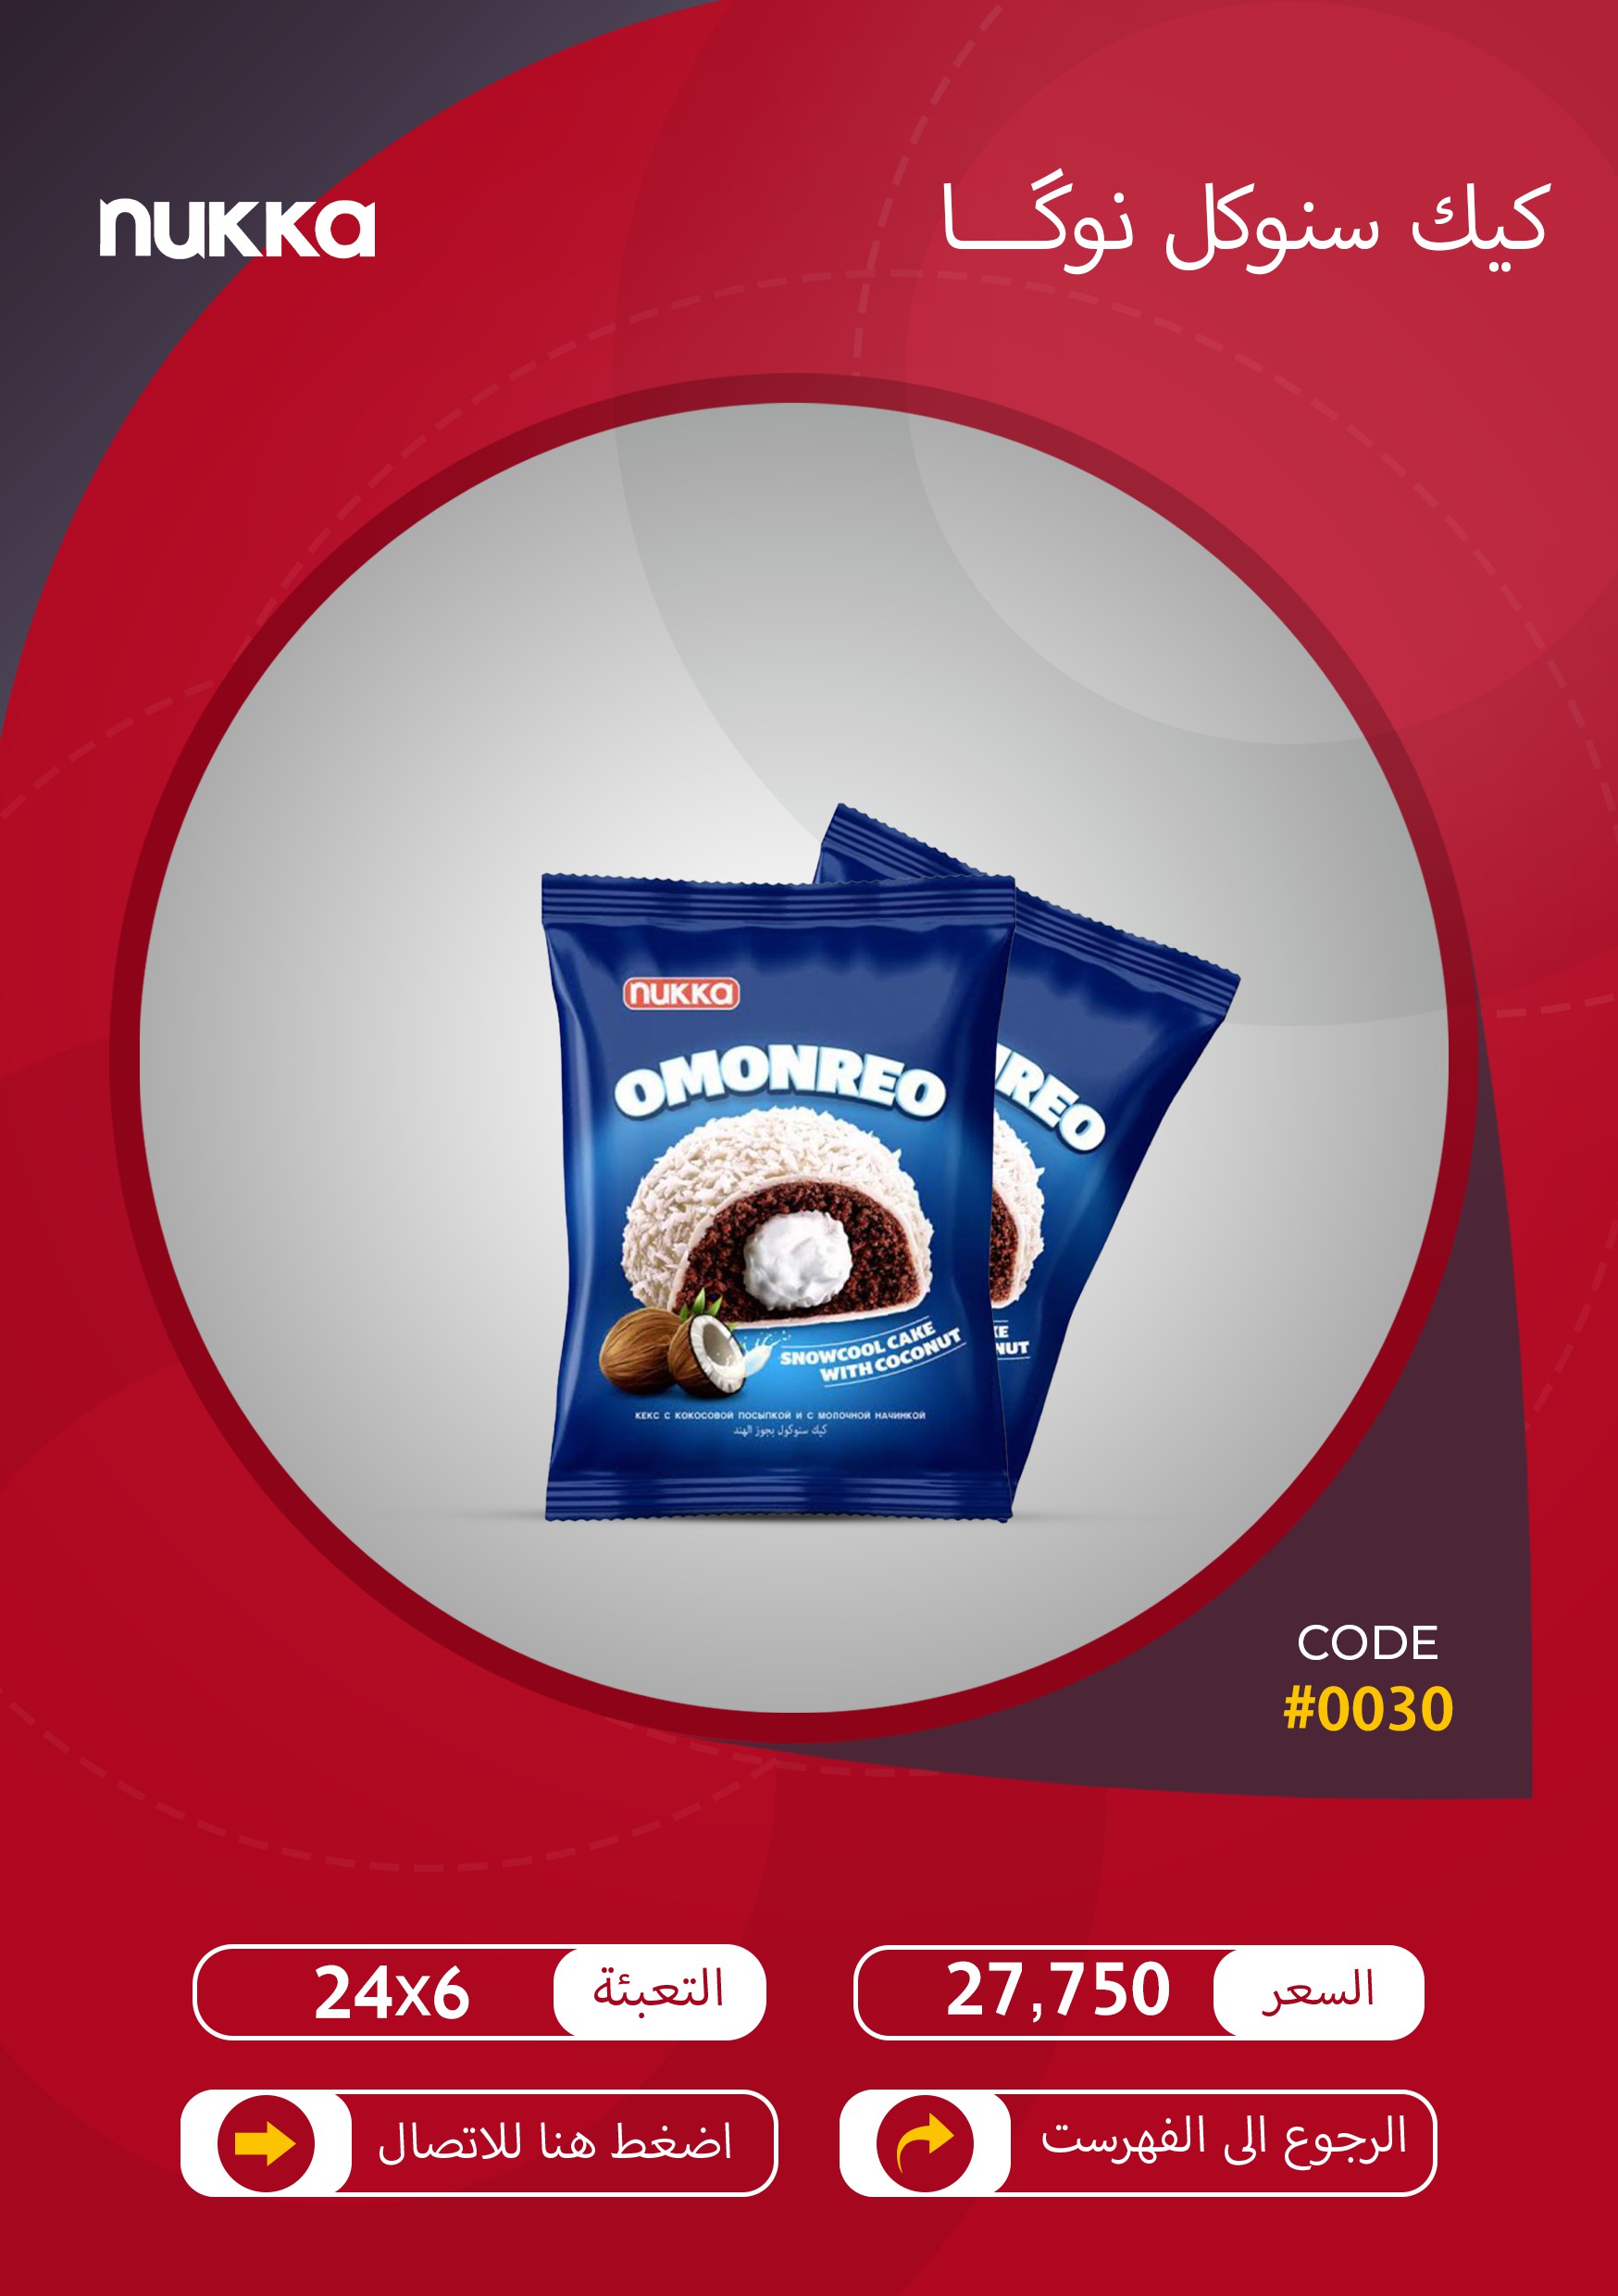 nukka
كيك سنوكل نوگـــا
nukka
OMONREO
SNOWCOOL CAKE
WITH COCONUT
КЕКС С КОКОСОВОЙ ПОСЫПКОЙ И С МОЛОЧНОЙ НАЧИНКОЙ
كيك سنوكول بجوز الهند
REO
KE
NUT
CODE
#0030
السعر 27,750
التعبئة 24x6
الرجوع الى الفهرست
اضغط هنا للاتصال